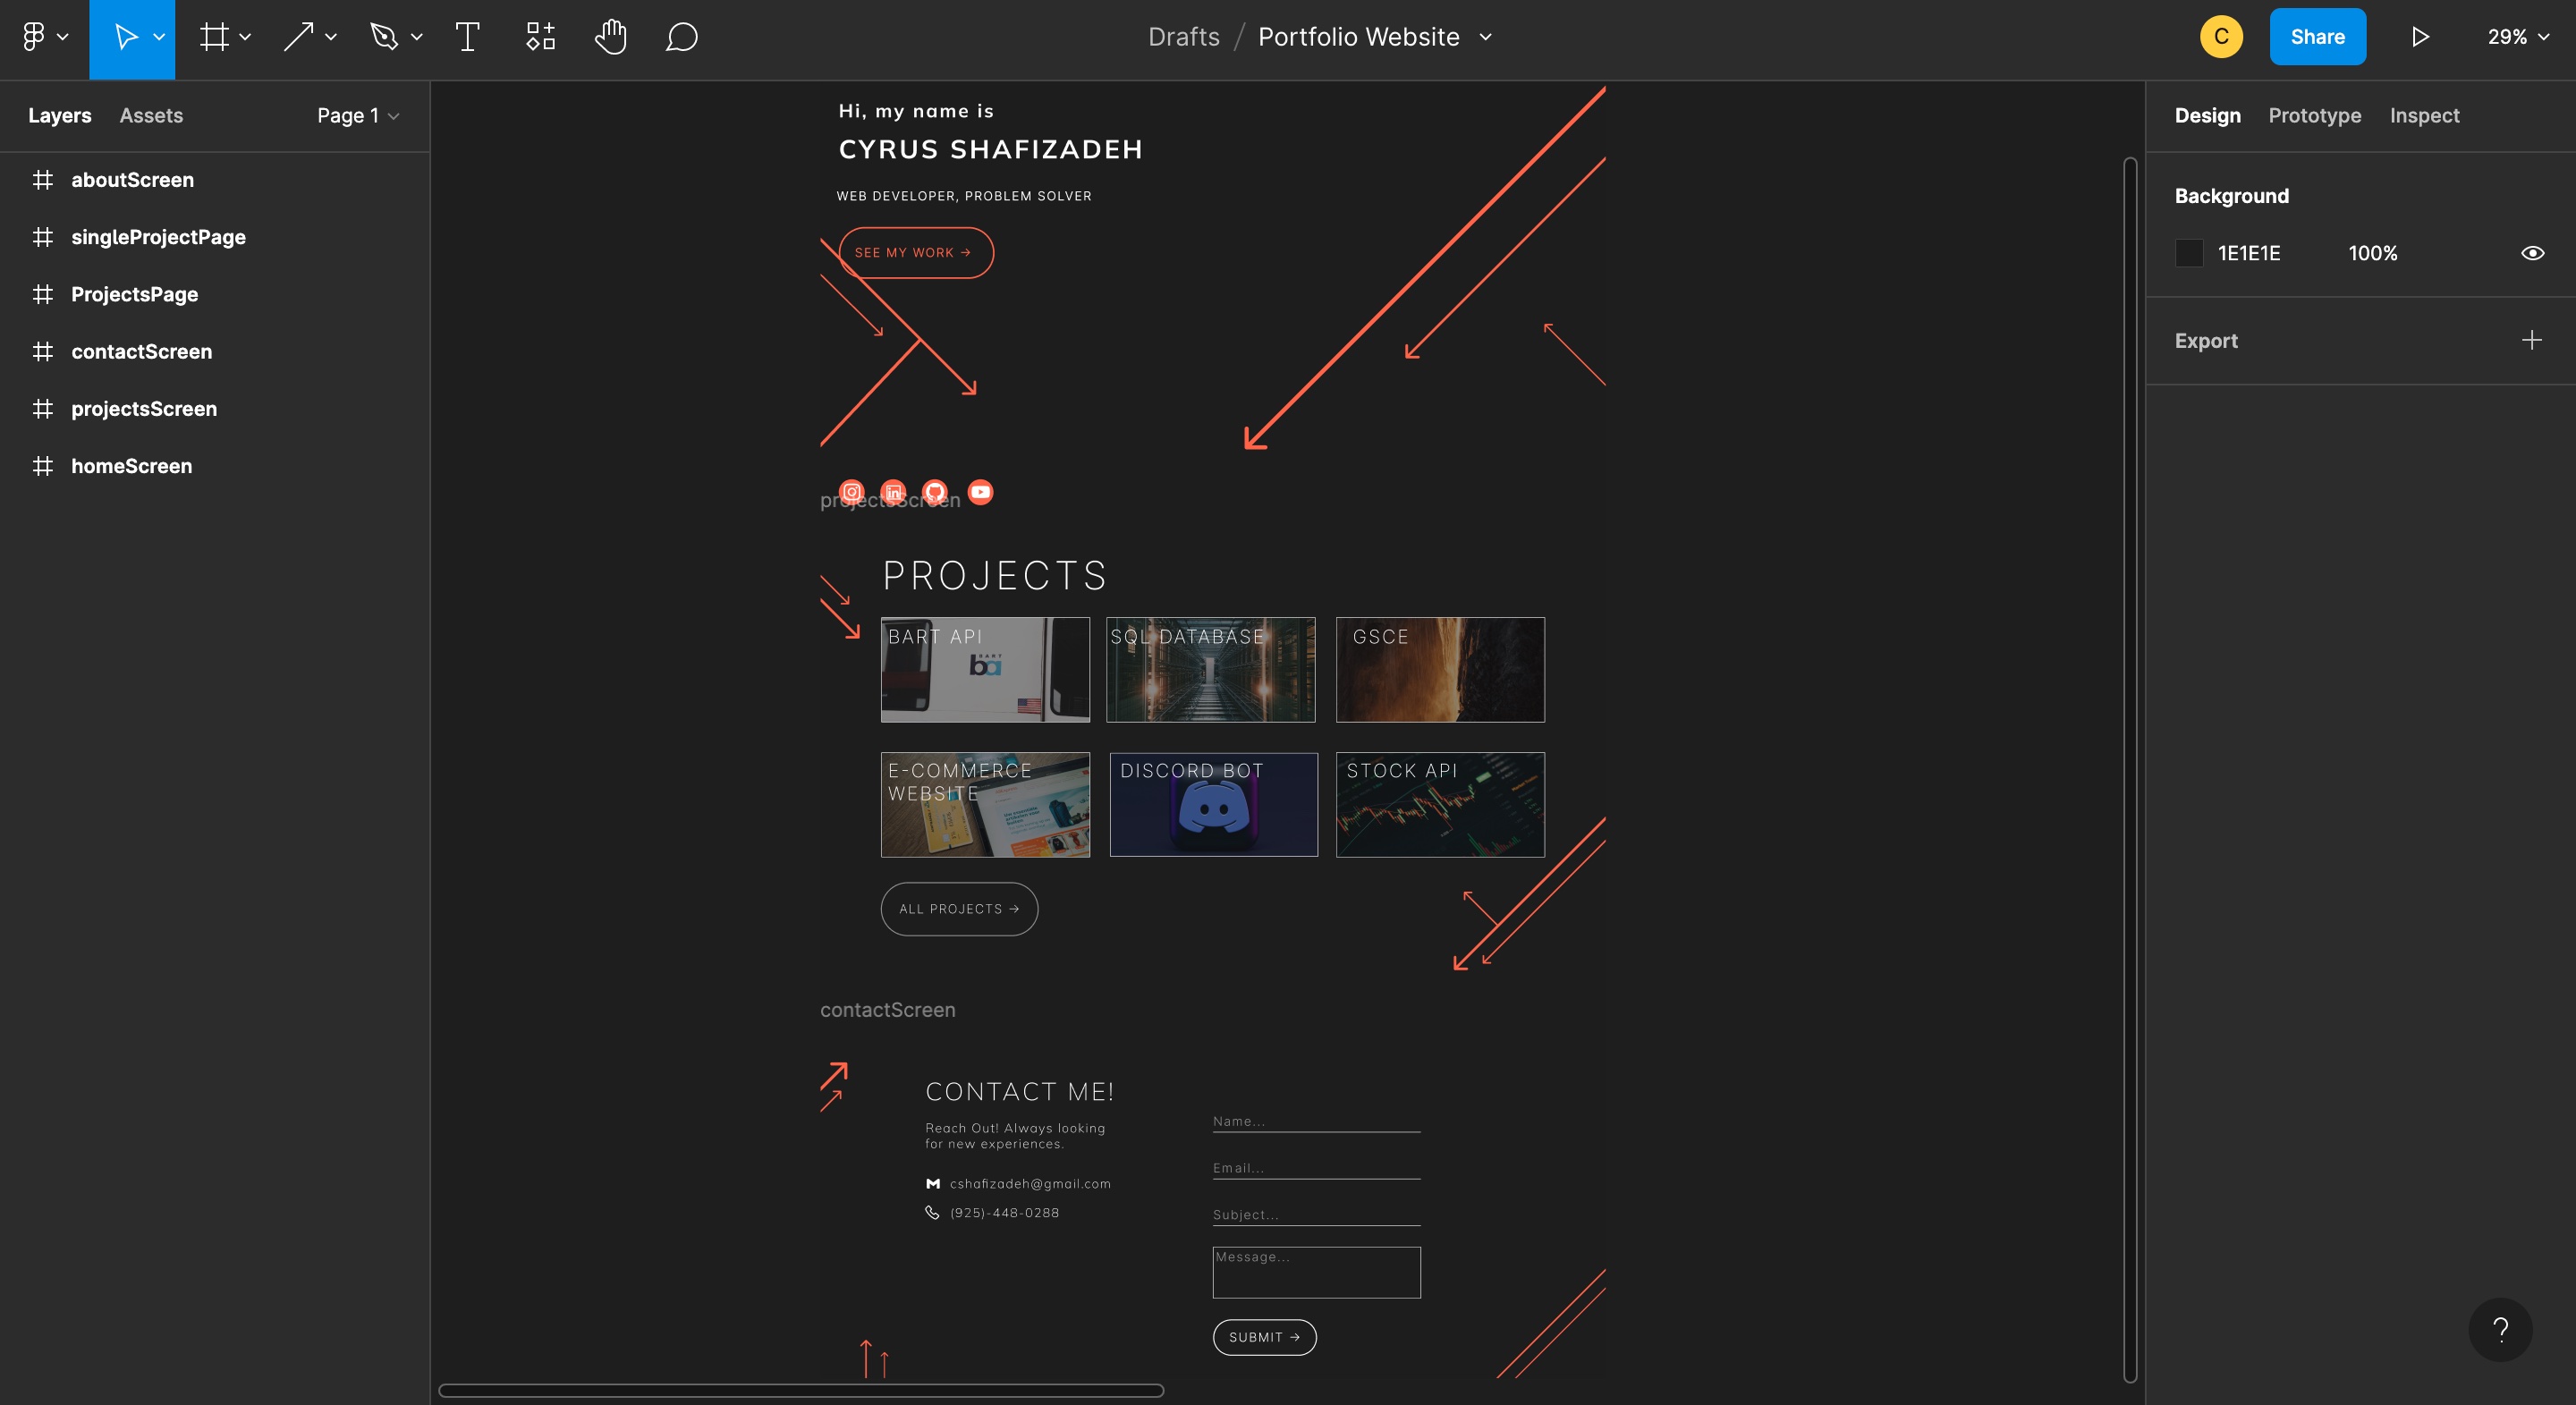 Drafts / Portfolio Website
C
Share
29%
Layers
Assets
Page 1
aboutScreen
singleProjectPage
ProjectsPage
contactScreen
projectsScreen
homeScreen
Hi, my name is
CYRUS SHAFIZADEH
WEB DEVELOPER, PROBLEM SOLVER
SEE MY WORK →
projectsScreen
PROJECTS
BART API
BART
ba
SQL DATABASE
GSCE
E-COMMERCE
WEBSITE
DISCORD BOT
STOCK API
ALL PROJECTS →
contactScreen
CONTACT ME!
Reach Out! Always looking
for new experiences.
cshafizadeh@gmail.com
(925)-448-0288
Name...
Email...
Subject...
Message...
SUBMIT →
Design
Prototype
Inspect
Background
1E1E1E
100%
Export
?